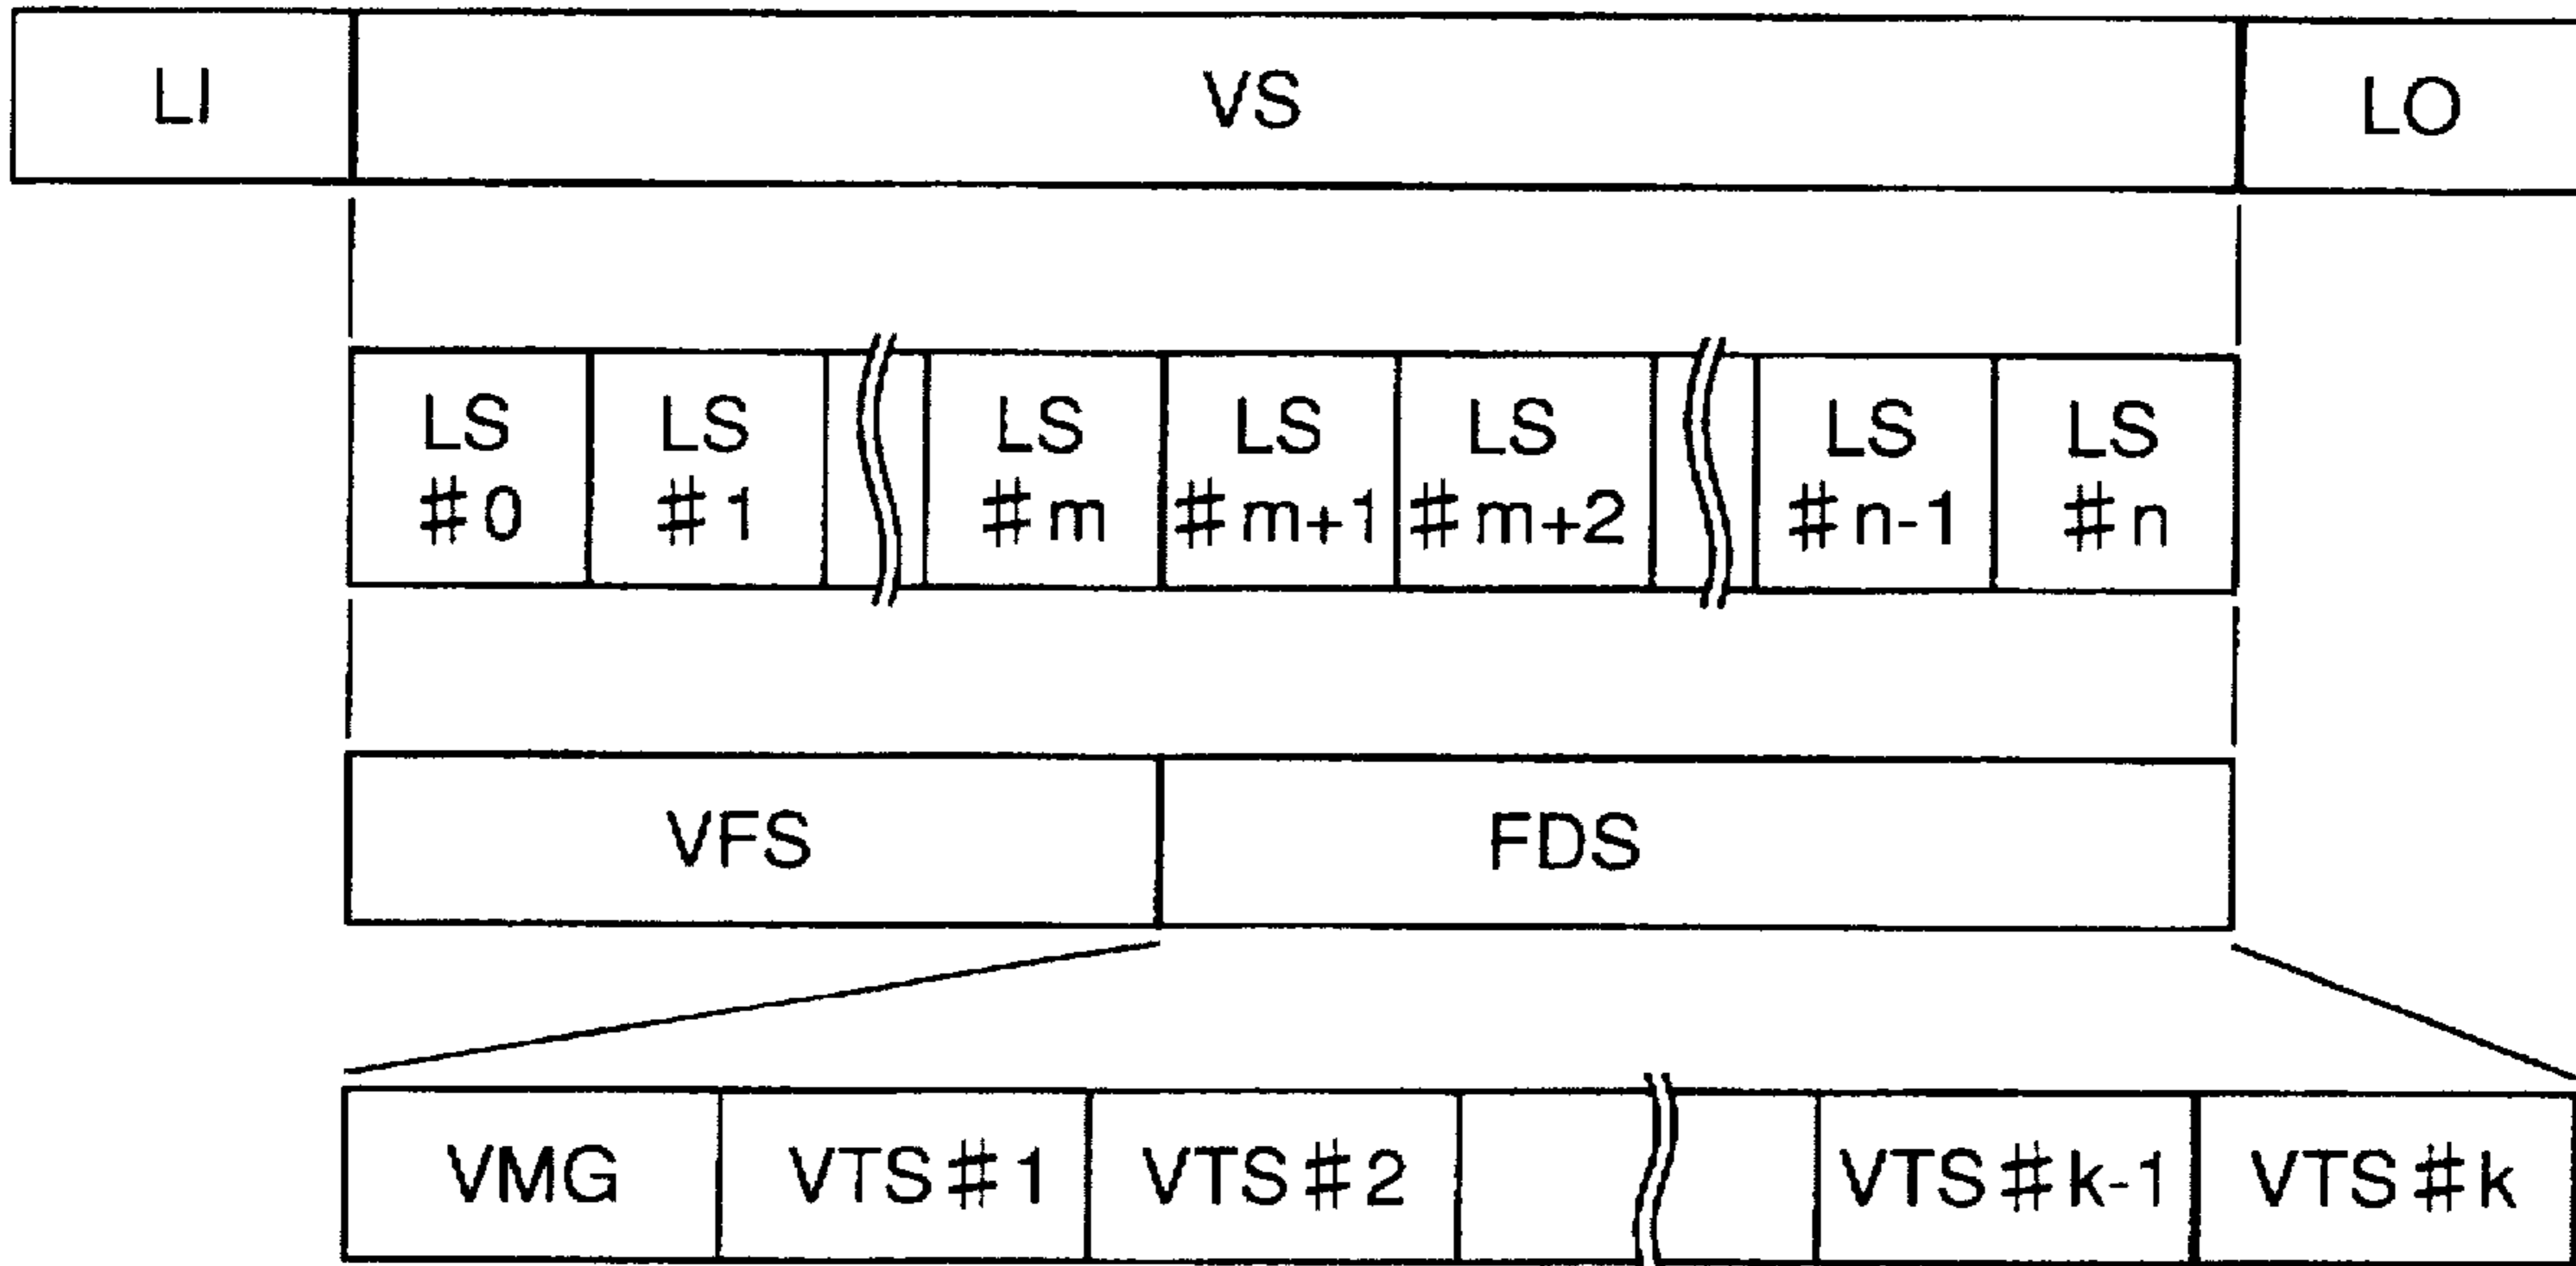 LI VS LO
LS LS LS LS LS LS LS
#0 #1 #m #m+1 #m+2 #n-1 #n
VFS FDS
VMG VTS#1 VTS#2 VTS#k-1 VTS#k